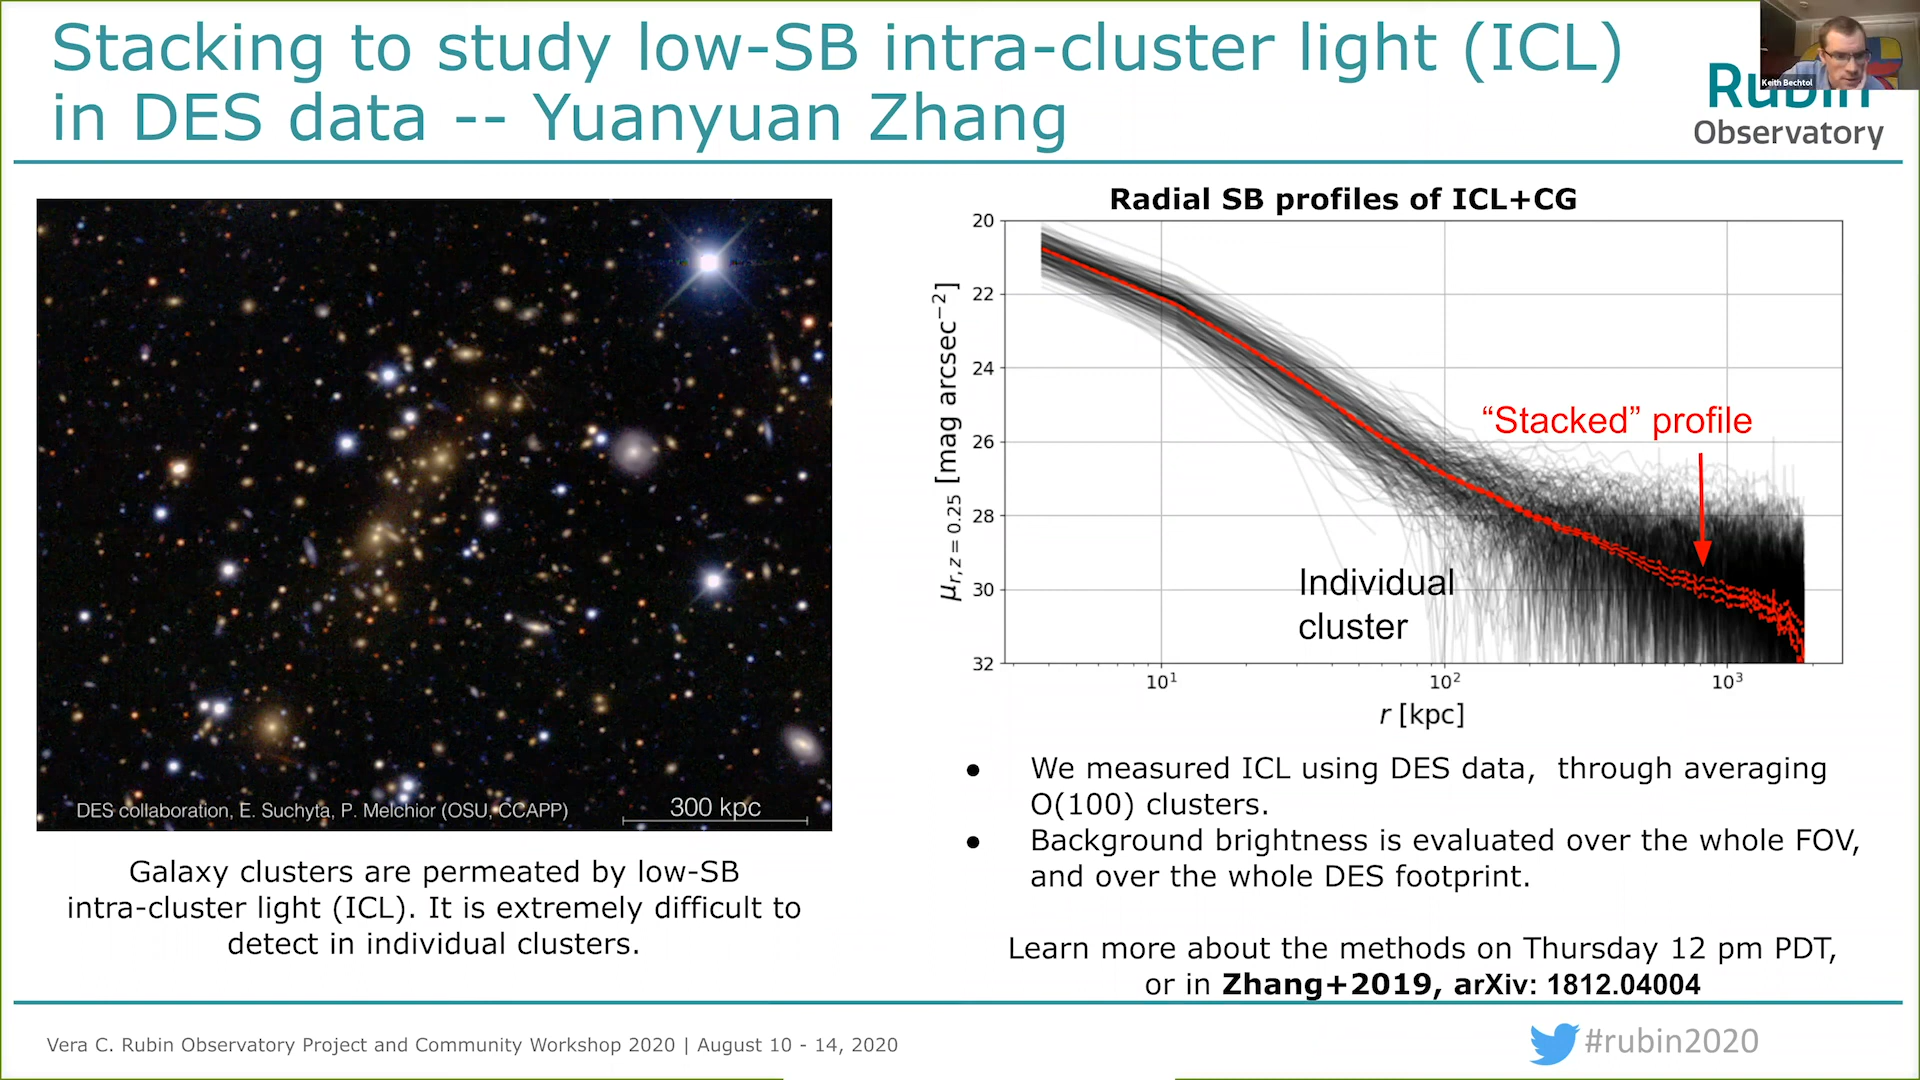 Stacking to study low-SB intra-cluster light (ICL)
in DES data -- Yuanyuan Zhang
Keith Bechtol
Rubin
Observatory
DES collaboration, E. Suchyta, P. Melchior (OSU, CCAPP)
300 kpc
Galaxy clusters are permeated by low-SB
intra-cluster light (ICL). It is extremely difficult to
detect in individual clusters.
Radial SB profiles of ICL+CG
μr,z=0.25 [mag arcsec−2]
20
22
24
26
28
30
32
“Stacked” profile
Individual
cluster
10¹
10²
10³
r [kpc]
● We measured ICL using DES data, through averaging
O(100) clusters.
● Background brightness is evaluated over the whole FOV,
and over the whole DES footprint.
Learn more about the methods on Thursday 12 pm PDT,
or in Zhang+2019, arXiv: 1812.04004
Vera C. Rubin Observatory Project and Community Workshop 2020 | August 10 - 14, 2020
#rubin2020